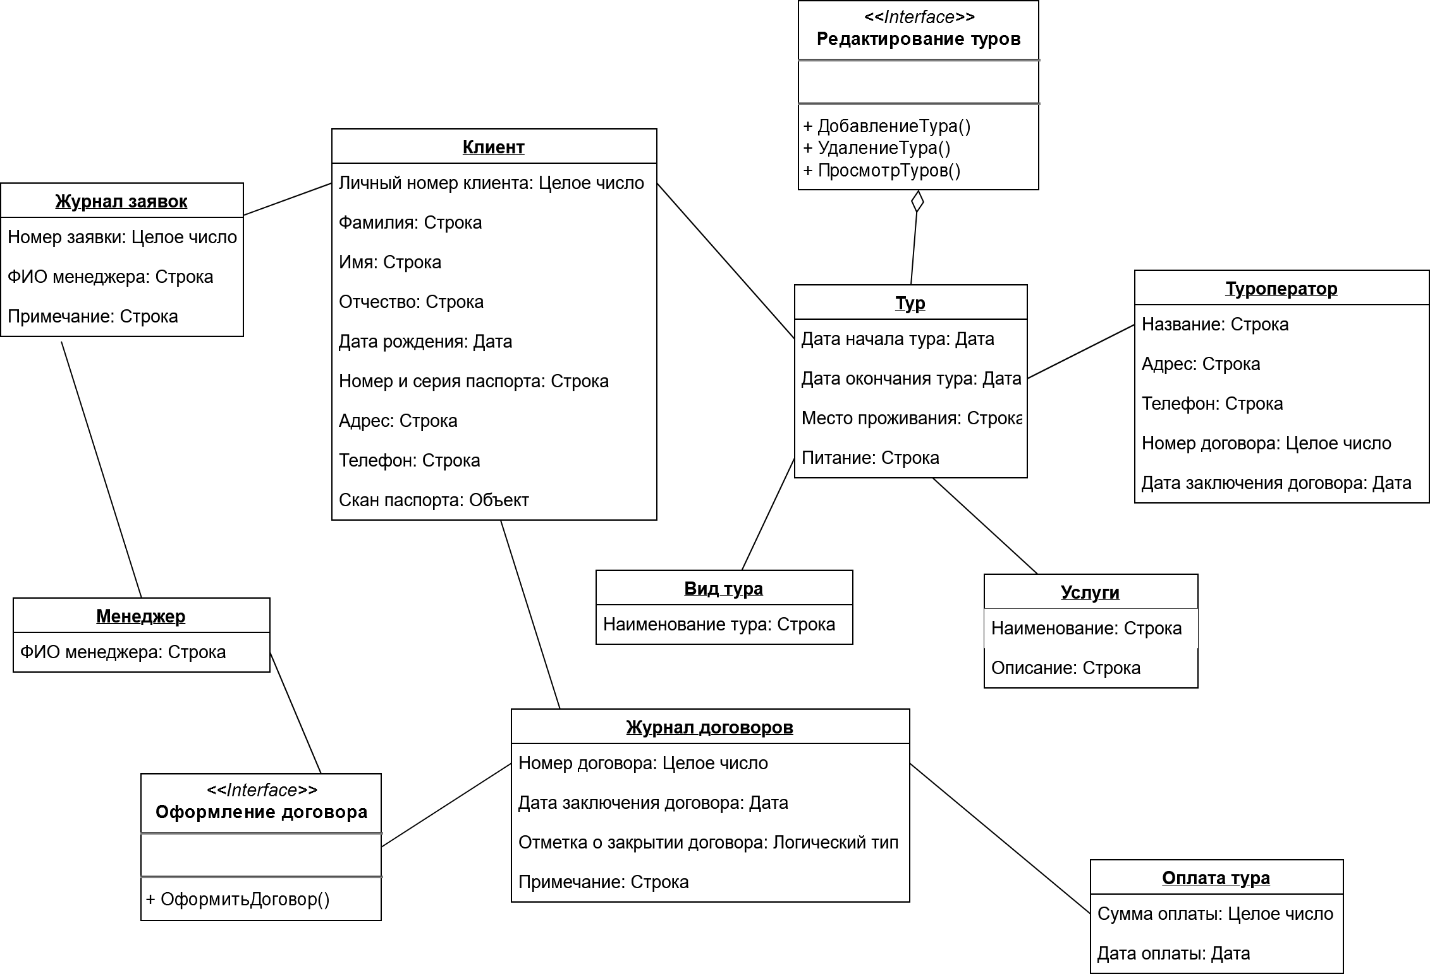 <<Interface>>
Редактирование туров
+ ДобавлениеТура()
+ УдалениеТура()
+ ПросмотрТуров()
Клиент
Личный номер клиента: Целое число
Фамилия: Строка
Имя: Строка
Отчество: Строка
Дата рождения: Дата
Номер и серия паспорта: Строка
Адрес: Строка
Телефон: Строка
Скан паспорта: Объект
Журнал заявок
Номер заявки: Целое число
ФИО менеджера: Строка
Примечание: Строка
Тур
Дата начала тура: Дата
Дата окончания тура: Дата
Место проживания: Строка
Питание: Строка
Туроператор
Название: Строка
Адрес: Строка
Телефон: Строка
Номер договора: Целое число
Дата заключения договора: Дата
Вид тура
Наименование тура: Строка
Услуги
Наименование: Строка
Описание: Строка
Менеджер
ФИО менеджера: Строка
Журнал договоров
Номер договора: Целое число
Дата заключения договора: Дата
Отметка о закрытии договора: Логический тип
Примечание: Строка
<<Interface>>
Оформление договора
+ ОформитьДоговор()
Оплата тура
Сумма оплаты: Целое число
Дата оплаты: Дата